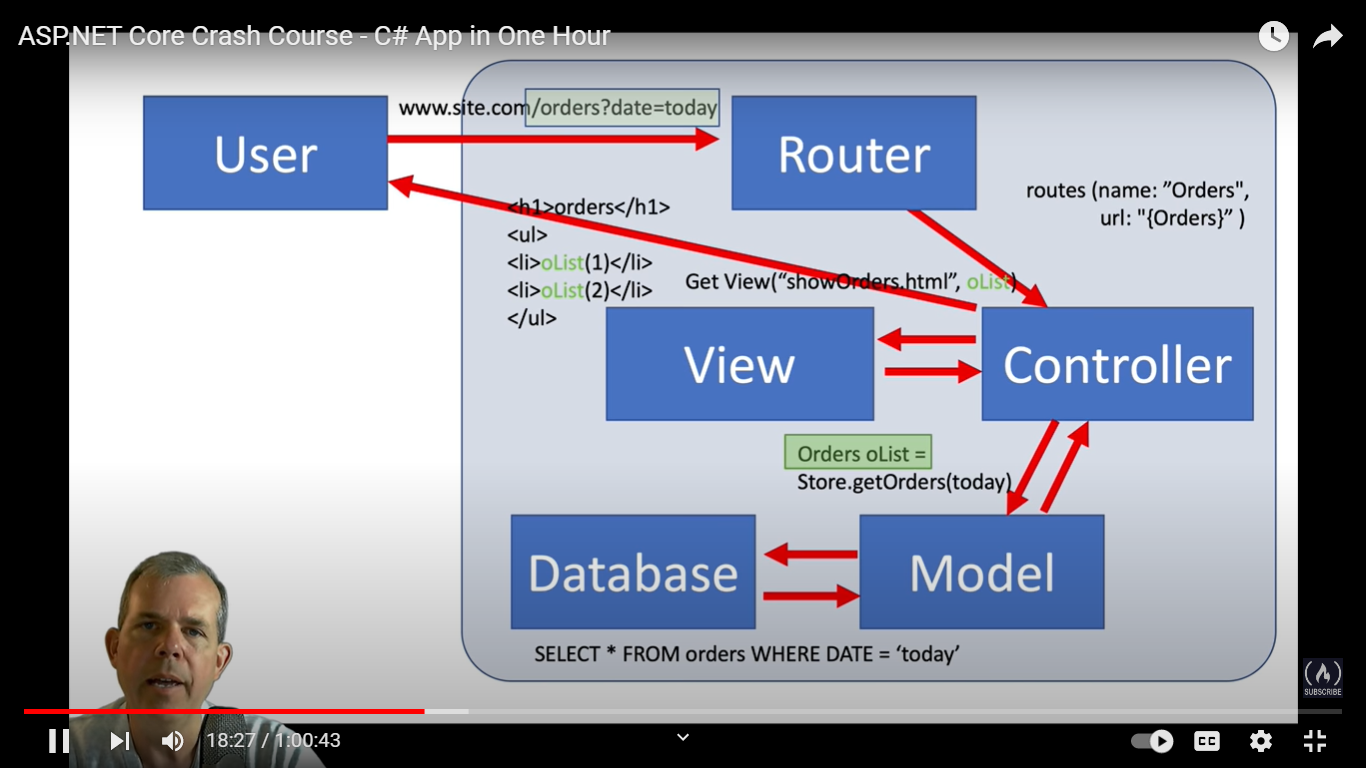 ASP.NET Core Crash Course - C# App in One Hour
www.site.com/orders?date=today
User
Router
routes (name: ”Orders",
url: "{Orders}” )
<h1>orders</h1>
<ul>
<li>oList(1)</li>
<li>oList(2)</li>
</ul>
Get View(“showOrders.html”, oList)
View
Controller
Orders oList =
Store.getOrders(today)
Database
Model
SELECT * FROM orders WHERE DATE = ‘today’
SUBSCRIBE
18:27 / 1:00:43
CC